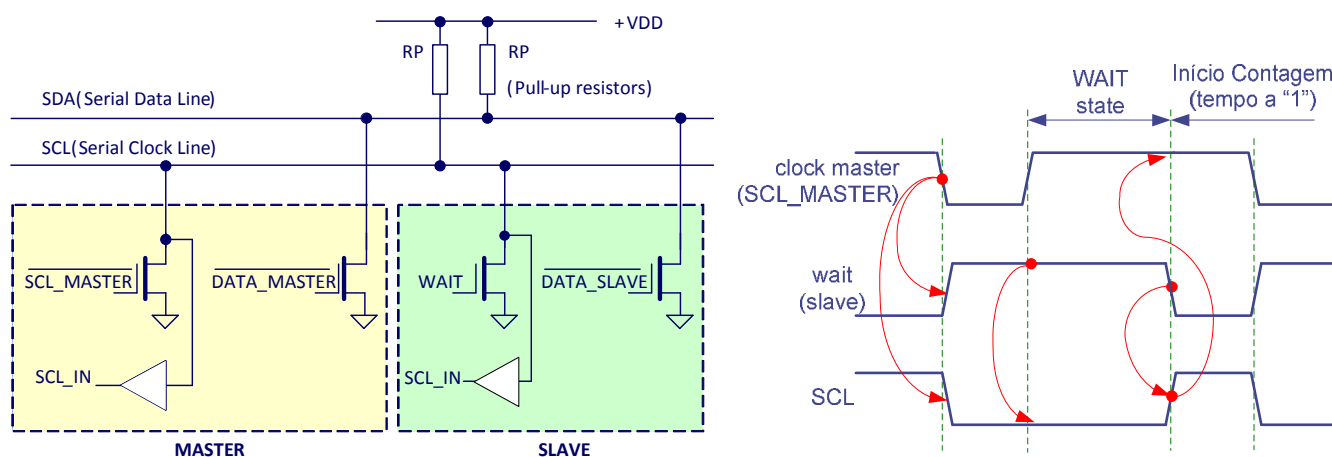 +VDD
RP
RP
(Pull-up resistors)
SDA(Serial Data Line)
SCL(Serial Clock Line)
SCL_MASTER
DATA_MASTER
WAIT
DATA_SLAVE
SCL_IN
SCL_IN
MASTER
SLAVE
WAIT
state
Início Contagem
(tempo a “1”)
clock master
(SCL_MASTER)
wait
(slave)
SCL